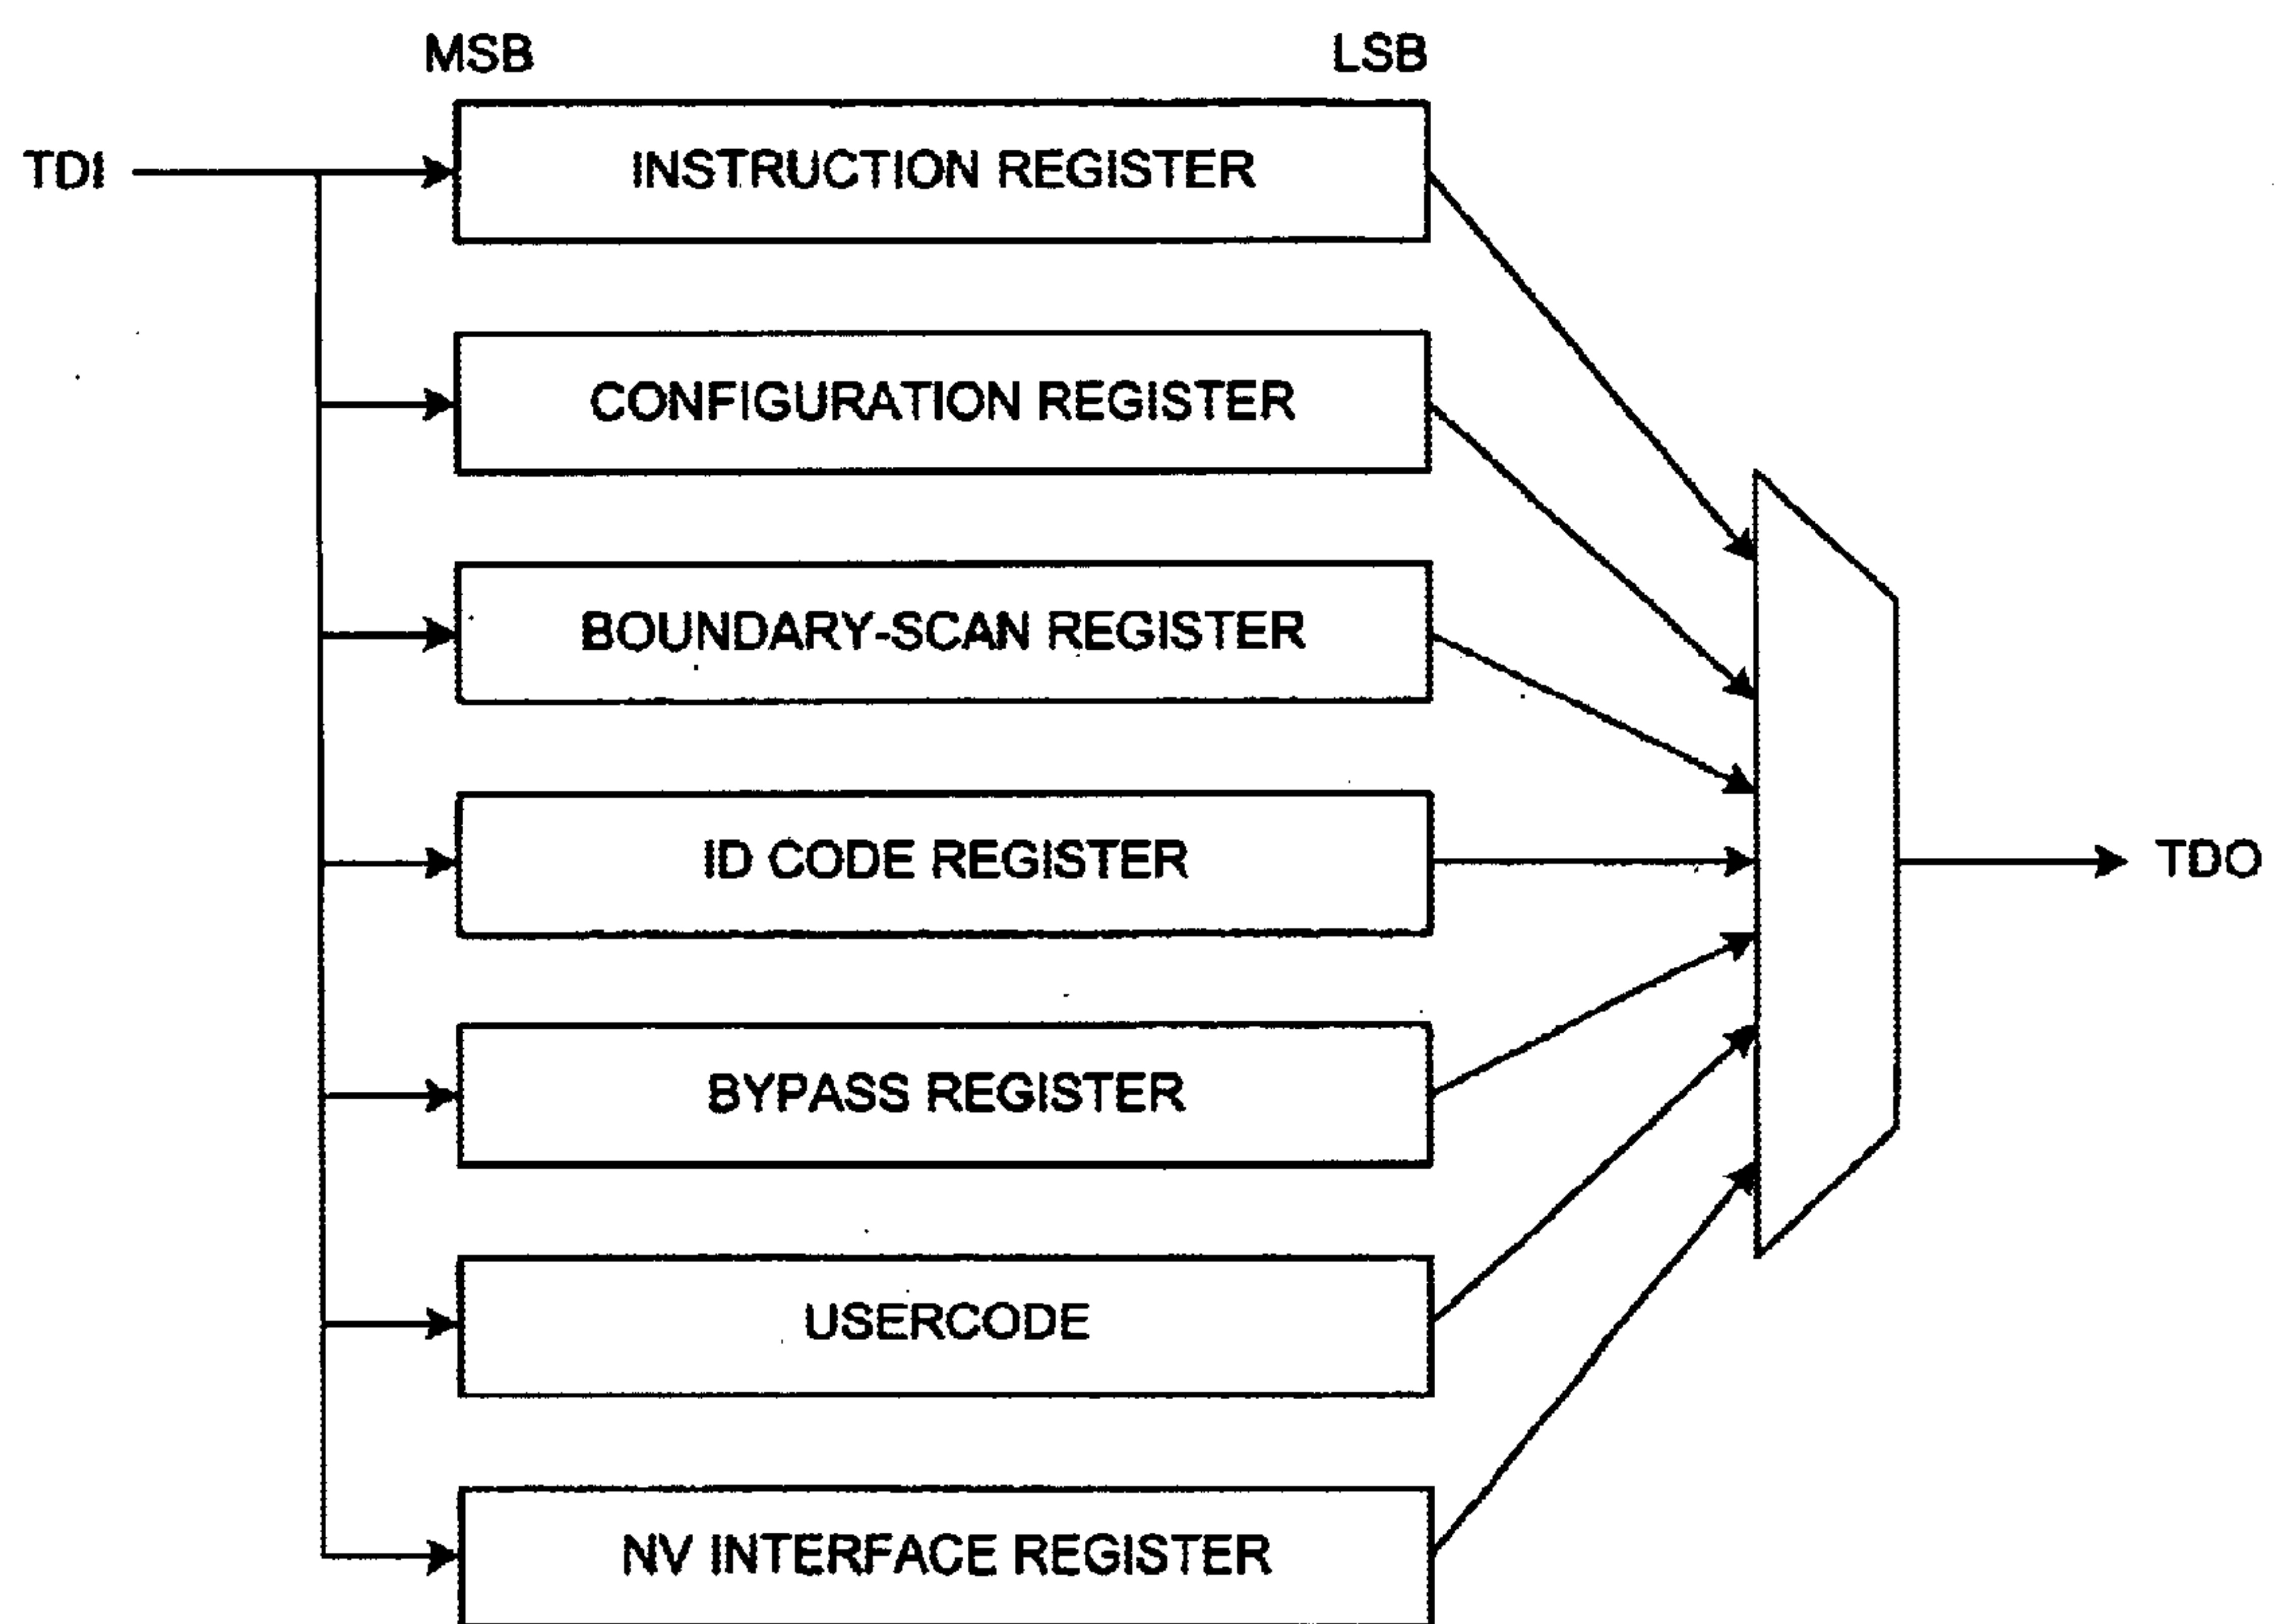 MSB LSB
TDI
INSTRUCTION REGISTER
CONFIGURATION REGISTER
BOUNDARY-SCAN REGISTER
ID CODE REGISTER
TDO
BYPASS REGISTER
USERCODE
NV INTERFACE REGISTER